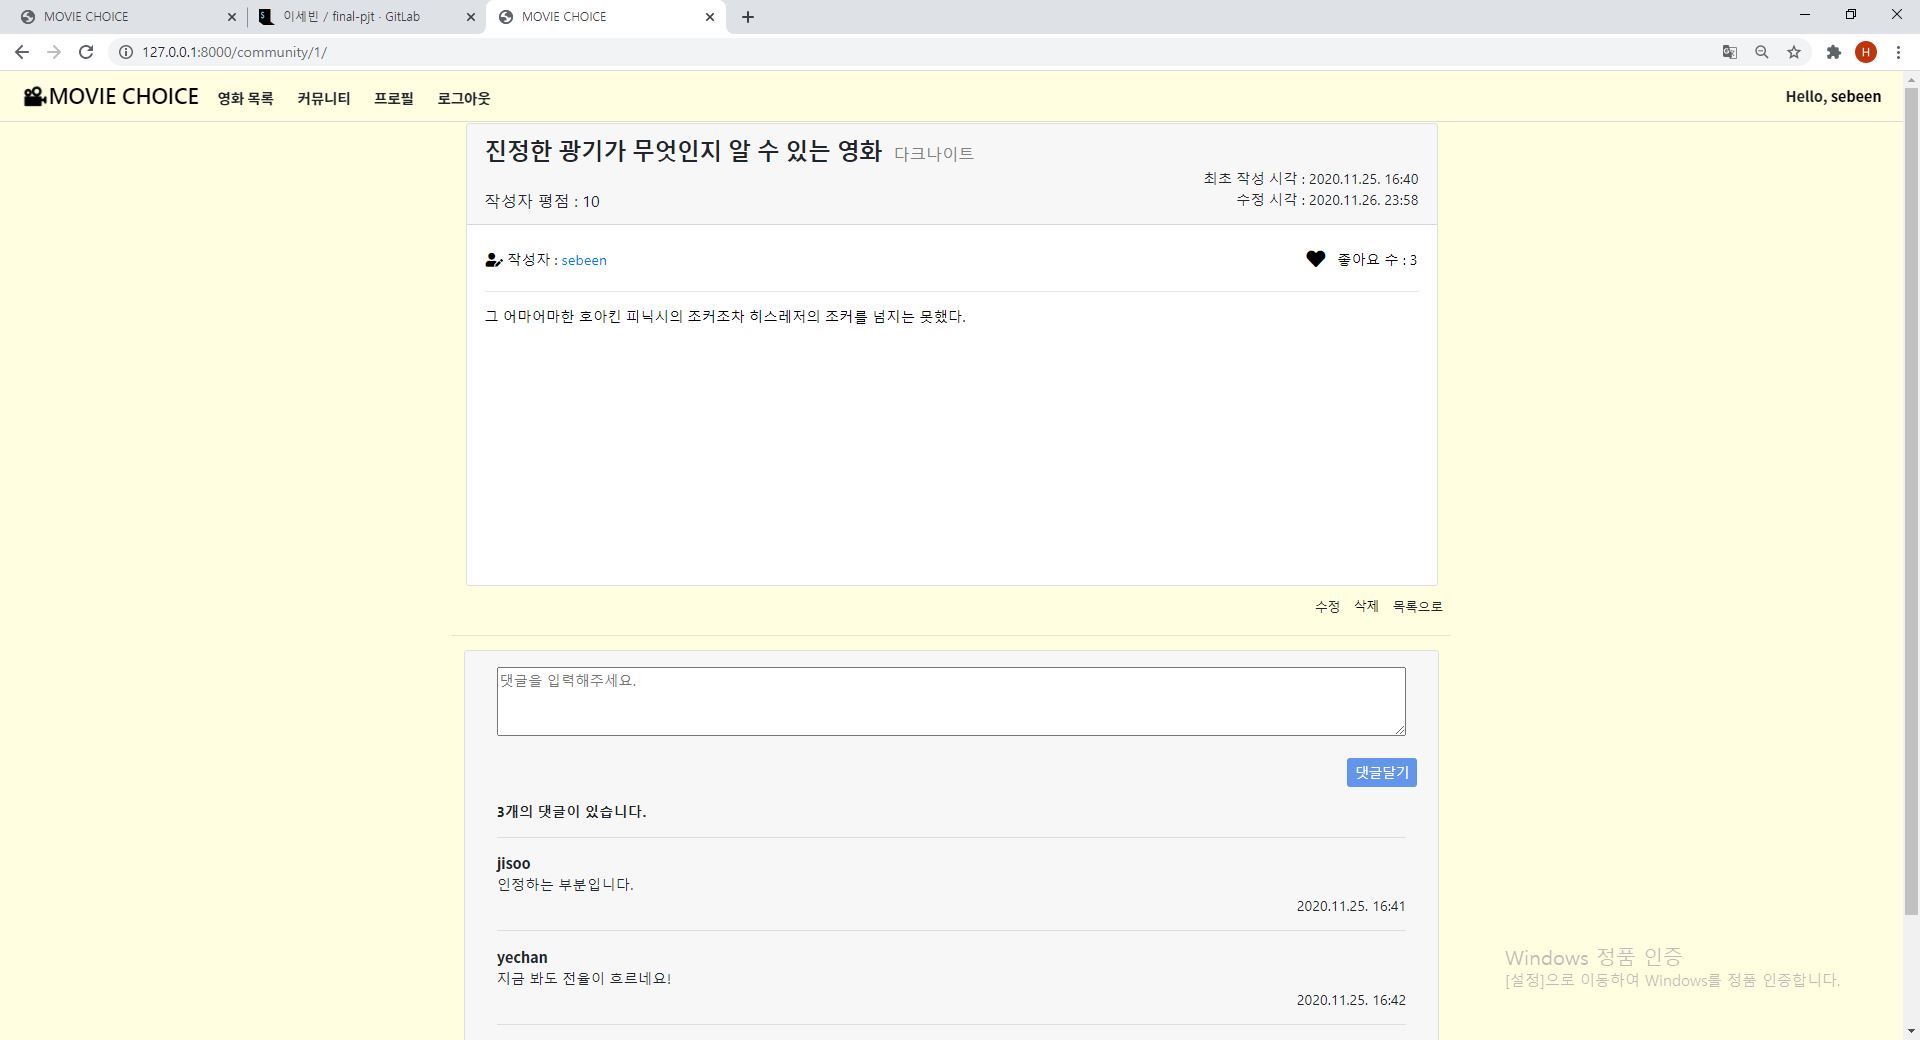 MOVIE CHOICE
이세빈 / final-pjt · GitLab
MOVIE CHOICE
127.0.0.1:8000/community/1/
H
MOVIE CHOICE 영화 목록 커뮤니티 프로필 로그아웃
Hello, sebeen
진정한 광기가 무엇인지 알 수 있는 영화 다크나이트
최초 작성 시각 : 2020.11.25. 16:40
작성자 평점 : 10
수정 시각 : 2020.11.26. 23:58
작성자 : sebeen
좋아요 수 : 3
그 어마어마한 호아킨 피닉시의 조커조차 히스레저의 조커를 넘지는 못했다.
수정 삭제 목록으로
댓글을 입력해주세요.
댓글달기
3개의 댓글이 있습니다.
jisoo
인정하는 부분입니다.
2020.11.25. 16:41
yechan
지금 봐도 전율이 흐르네요!
2020.11.25. 16:42
Windows 정품 인증
[설정]으로 이동하여 Windows를 정품 인증합니다.